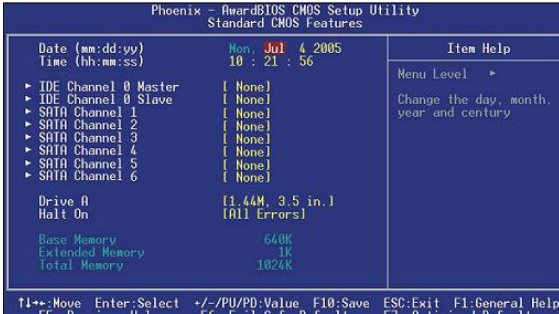 Phoenix - AwardBIOS CMOS Setup Utility
Standard CMOS Features
Date (mm:dd:yy) Mon, Jul 4 2005
Time (hh:mm:ss) 10 : 21 : 56
IDE Channel 0 Master [ None]
IDE Channel 0 Slave [ None]
SATA Channel 1 [ None]
SATA Channel 2 [ None]
SATA Channel 3 [ None]
SATA Channel 4 [ None]
SATA Channel 5 [ None]
SATA Channel 6 [ None]
Drive A [1.44M, 3.5 in.]
Halt On [All Errors]
Base Memory 640K
Extended Memory 1K
Total Memory 1024K
Item Help
Menu Level ►
Change the day, month,
year and century
↑↓→←:Move Enter:Select +/-/PU/PD:Value F10:Save ESC:Exit F1:General Help